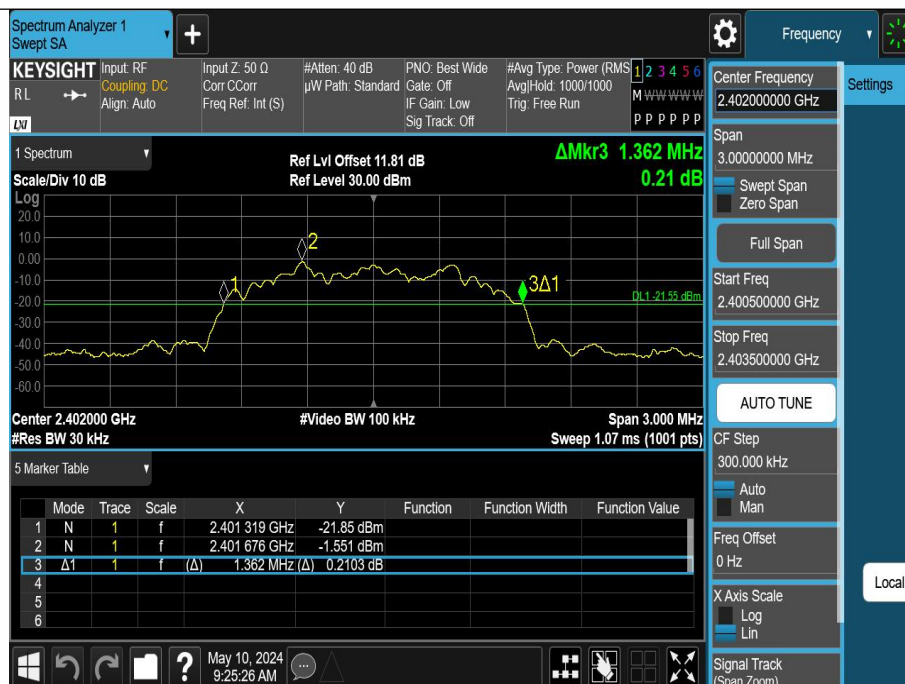 Spectrum Analyzer 1
Swept SA
Frequency
KEYSIGHT
RL
LXI
Input: RF
Coupling: DC
Align: Auto
Input Z: 50 Ω
Corr CCorr
Freq Ref: Int (S)
#Atten: 40 dB
µW Path: Standard
PNO: Best Wide
Gate: Off
IF Gain: Low
Sig Track: Off
#Avg Type: Power (RMS
Avg|Hold: 1000/1000
Trig: Free Run
1 2 3 4 5 6
M W W W W W
P P P P P P
1 Spectrum
Scale/Div 10 dB
Ref Lvl Offset 11.81 dB
Ref Level 30.00 dBm
ΔMkr3 1.362 MHz
0.21 dB
Log
20.0
10.0
0.00
-10.0
-20.0
-30.0
-40.0
-50.0
-60.0
1
2
3Δ1
DL1 -21.55 dBm
Center 2.402000 GHz
#Res BW 30 kHz
#Video BW 100 kHz
Span 3.000 MHz
Sweep 1.07 ms (1001 pts)
5 Marker Table
Mode Trace Scale X Y Function Function Width Function Value
1 N 1 f 2.401 319 GHz -21.85 dBm
2 N 1 f 2.401 676 GHz -1.551 dBm
3 Δ1 1 f (Δ) 1.362 MHz (Δ) 0.2103 dB
4
5
6
?
May 10, 2024
9:25:26 AM
Center Frequency
2.402000000 GHz
Span
3.00000000 MHz
Swept Span
Zero Span
Full Span
Start Freq
2.400500000 GHz
Stop Freq
2.403500000 GHz
AUTO TUNE
CF Step
300.000 kHz
Auto
Man
Freq Offset
0 Hz
X Axis Scale
Log
Lin
Signal Track
(Span Zoom)
Settings
Local